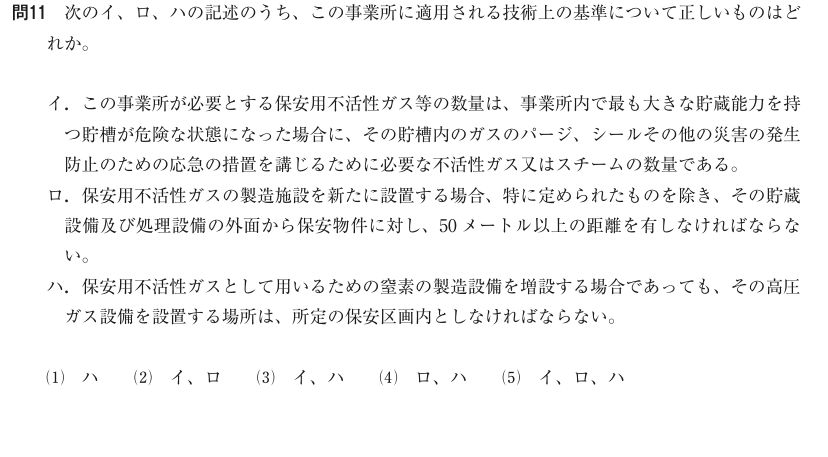 問11　次のイ、ロ、ハの記述のうち、この事業所に適用される技術上の基準について正しいものはど
れか。
イ．この事業所が必要とする保安用不活性ガス等の数量は、事業所内で最も大きな貯蔵能力を持
つ貯槽が危険な状態になった場合に、その貯槽内のガスのパージ、シールその他の災害の発生
防止のための応急の措置を講じるために必要な不活性ガス又はスチームの数量である。
ロ．保安用不活性ガスの製造施設を新たに設置する場合、特に定められたものを除き、その貯蔵
設備及び処理設備の外面から保安物件に対し、50 メートル以上の距離を有しなければならな
い。
ハ．保安用不活性ガスとして用いるための窒素の製造設備を増設する場合であっても、その高圧
ガス設備を設置する場所は、所定の保安区画内としなければならない。
(1)　ハ　　(2)　イ、ロ　　(3)　イ、ハ　　(4)　ロ、ハ　　(5)　イ、ロ、ハ